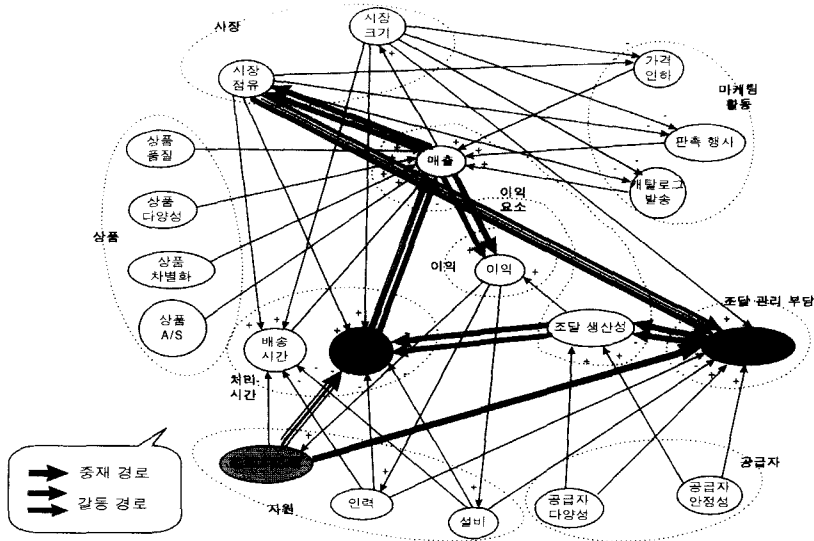 시장
시장
크기
시장
점유
가격
인하
마케팅
활동
판촉 행사
카탈로그
발송
상품
품질
매출
상품
다양성
이익
요소
상품
상품
차별화
이익
이익
조달 관리 부담
상품
A/S
배송
시간
조달 생산성
처리
시간
중재 경로
갈등 경로
자원
인력
설비
공급자
다양성
공급자
안정성
공급자